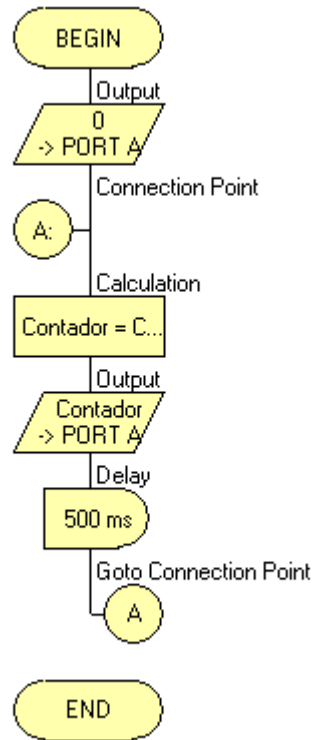 BEGIN
Output
0
-> PORT A
Connection Point
A:
Calculation
Contador = C...
Output
Contador
-> PORT A
Delay
500 ms
Goto Connection Point
A
END